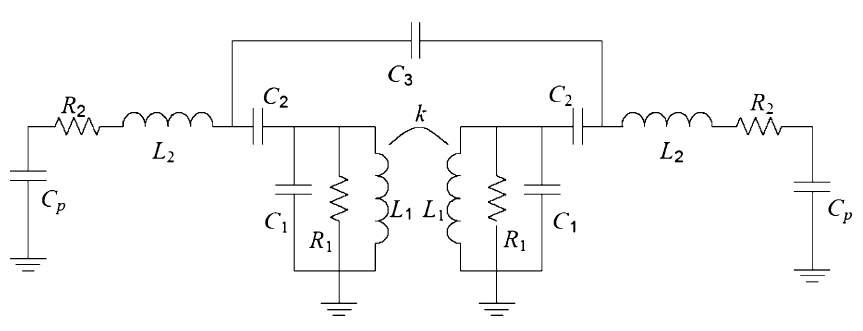 C3
R2 C2 k C2 R2
L2 L2
Cp C1 R1 L1 L1 R1 C1 Cp